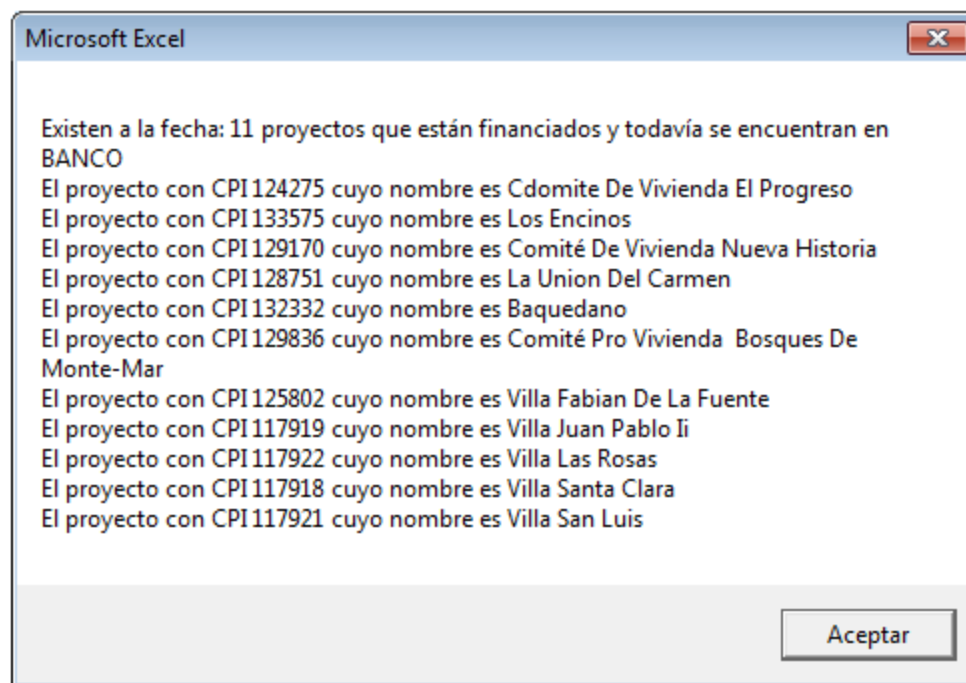 Microsoft Excel
Existen a la fecha: 11 proyectos que están financiados y todavía se encuentran en
BANCO
El proyecto con CPI 124275 cuyo nombre es Cdomite De Vivienda El Progreso
El proyecto con CPI 133575 cuyo nombre es Los Encinos
El proyecto con CPI 129170 cuyo nombre es Comité De Vivienda Nueva Historia
El proyecto con CPI 128751 cuyo nombre es La Union Del Carmen
El proyecto con CPI 132332 cuyo nombre es Baquedano
El proyecto con CPI 129836 cuyo nombre es Comité Pro Vivienda  Bosques De
Monte-Mar
El proyecto con CPI 125802 cuyo nombre es Villa Fabian De La Fuente
El proyecto con CPI 117919 cuyo nombre es Villa Juan Pablo Ii
El proyecto con CPI 117922 cuyo nombre es Villa Las Rosas
El proyecto con CPI 117918 cuyo nombre es Villa Santa Clara
El proyecto con CPI 117921 cuyo nombre es Villa San Luis
Aceptar